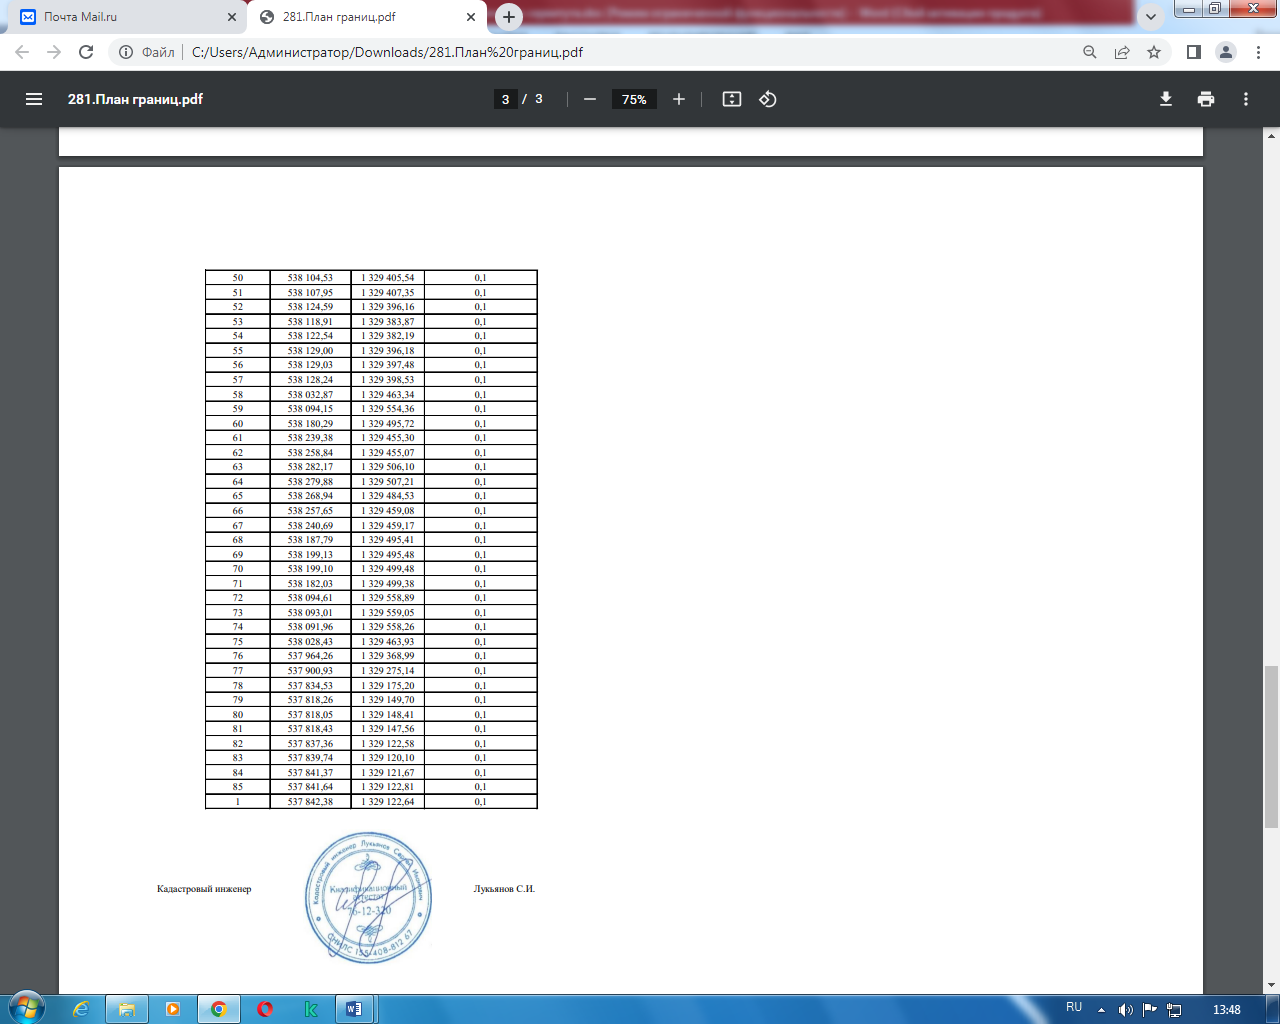 Почта Mail.ru
281.План границ.pdf
Файл
C:/Users/Администратор/Downloads/281.План%20границ.pdf
281.План границ.pdf
3 / 3
75%
50 538 104,53 1 329 405,54 0,1
51 538 107,95 1 329 407,35 0,1
52 538 124,59 1 329 396,16 0,1
53 538 118,91 1 329 383,87 0,1
54 538 122,54 1 329 382,19 0,1
55 538 129,00 1 329 396,18 0,1
56 538 129,03 1 329 397,48 0,1
57 538 128,24 1 329 398,53 0,1
58 538 032,87 1 329 463,34 0,1
59 538 094,15 1 329 554,36 0,1
60 538 180,29 1 329 495,72 0,1
61 538 239,38 1 329 455,30 0,1
62 538 258,84 1 329 455,07 0,1
63 538 282,17 1 329 506,10 0,1
64 538 279,88 1 329 507,21 0,1
65 538 268,94 1 329 484,53 0,1
66 538 257,65 1 329 459,08 0,1
67 538 240,69 1 329 459,17 0,1
68 538 187,79 1 329 495,41 0,1
69 538 199,13 1 329 495,48 0,1
70 538 199,10 1 329 499,48 0,1
71 538 182,03 1 329 499,38 0,1
72 538 094,61 1 329 558,89 0,1
73 538 093,01 1 329 559,05 0,1
74 538 091,96 1 329 558,26 0,1
75 538 028,43 1 329 463,93 0,1
76 537 964,26 1 329 368,99 0,1
77 537 900,93 1 329 275,14 0,1
78 537 834,53 1 329 175,20 0,1
79 537 818,26 1 329 149,70 0,1
80 537 818,05 1 329 148,41 0,1
81 537 818,43 1 329 147,56 0,1
82 537 837,36 1 329 122,58 0,1
83 537 839,74 1 329 120,10 0,1
84 537 841,37 1 329 121,67 0,1
85 537 841,64 1 329 122,81 0,1
1 537 842,38 1 329 122,64 0,1
Кадастровый инженер
Кадастровый инженер Лукьянов Сергей Иванович
Квалификационный
аттестат
76-12-320
СНИЛС 155-408-812 67
Лукьянов С.И.
RU
13:48